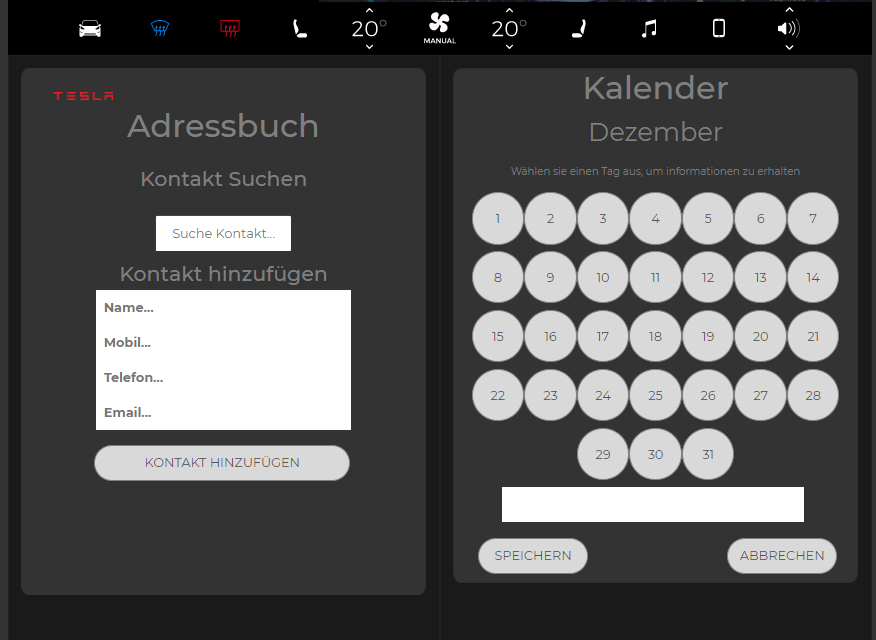 20° MANUAL 20°
TESLA
Adressbuch
Kontakt Suchen
Suche Kontakt...
Kontakt hinzufügen
Name...
Mobil...
Telefon...
Email...
KONTAKT HINZUFÜGEN
Kalender
Dezember
Wählen sie einen Tag aus, um informationen zu erhalten
1 2 3 4 5 6 7
8 9 10 11 12 13 14
15 16 17 18 19 20 21
22 23 24 25 26 27 28
29 30 31
SPEICHERN ABBRECHEN